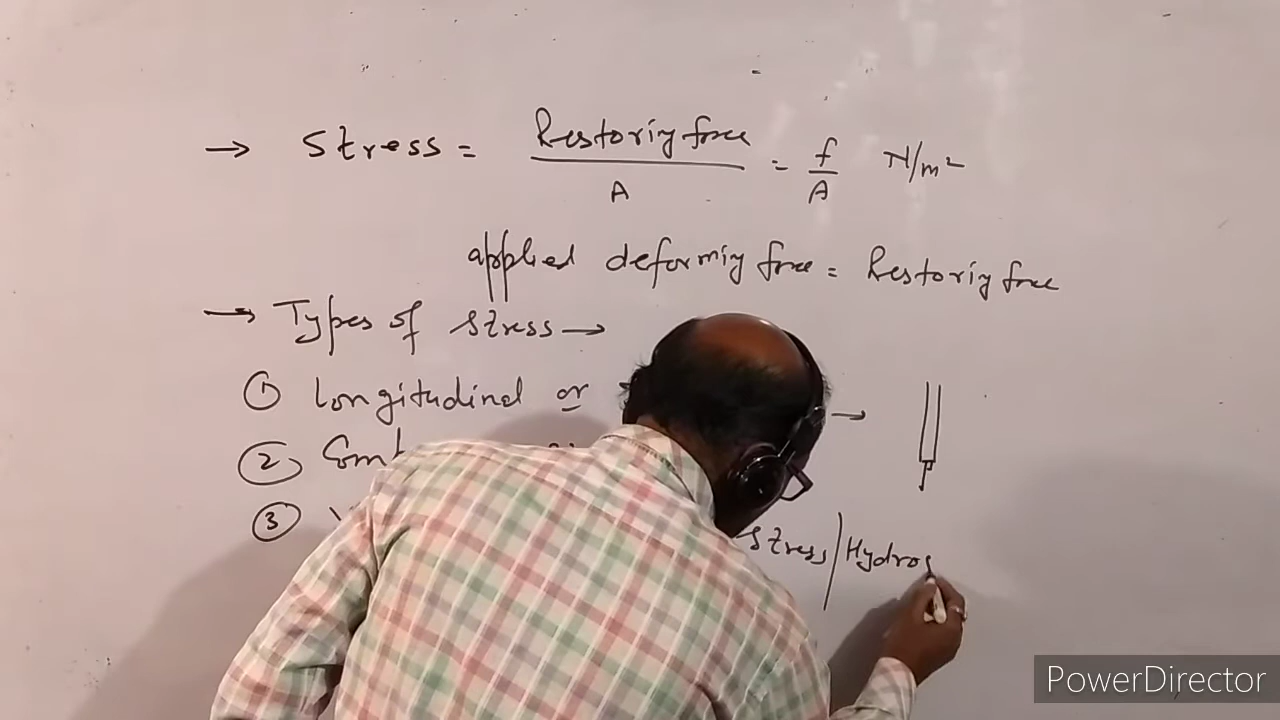 → Stress = Restoring force / A = f/A N/m²
applied deforming force = Restoring force
→ Types of stress →
① Longitudinal or →
②
③ stress / Hydros
PowerDirector